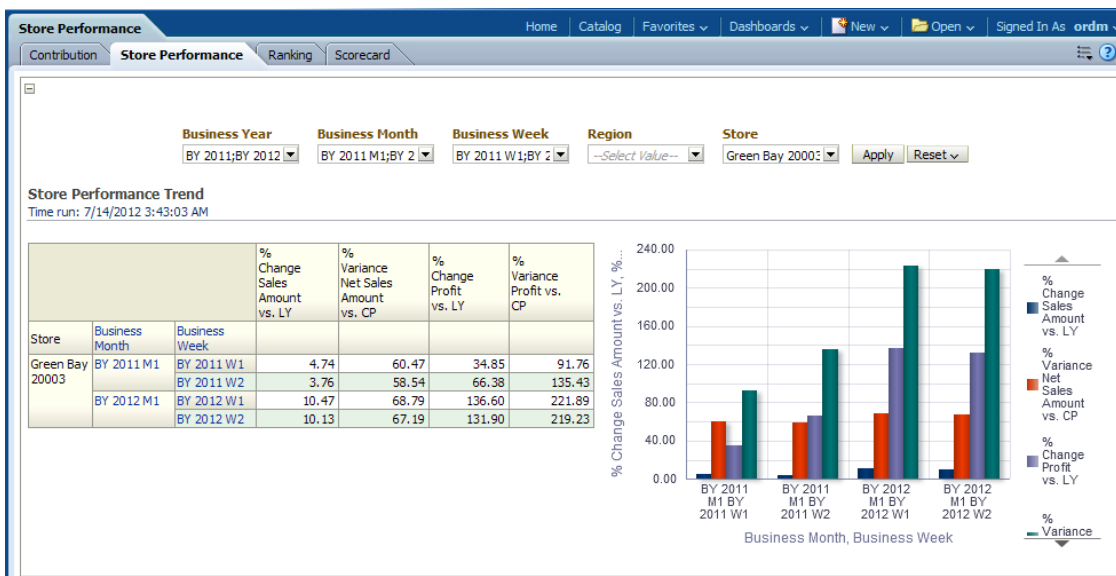 Store Performance
Home Catalog Favorites Dashboards New Open Signed In As ordm
Contribution Store Performance Ranking Scorecard
Business Year Business Month Business Week Region Store
BY 2011;BY 2012 BY 2011 M1;BY 2 BY 2011 W1;BY 2 --Select Value-- Green Bay 20003 Apply Reset
Store Performance Trend
Time run: 7/14/2012 3:43:03 AM
% Change Sales Amount vs. LY
% Variance Net Sales Amount vs. CP
% Change Profit vs. LY
% Variance Profit vs. CP
Store Business Month Business Week
Green Bay 20003 BY 2011 M1 BY 2011 W1 4.74 60.47 34.85 91.76
BY 2011 W2 3.76 58.54 66.38 135.43
BY 2012 M1 BY 2012 W1 10.47 68.79 136.60 221.89
BY 2012 W2 10.13 67.19 131.90 219.23
% Change Sales Amount vs. LY, %...
240.00
200.00
160.00
120.00
80.00
40.00
0.00
BY 2011 M1 BY 2011 W1
BY 2011 M1 BY 2011 W2
BY 2012 M1 BY 2012 W1
BY 2012 M1 BY 2012 W2
Business Month, Business Week
%
Change
Sales
Amount
vs. LY
%
Variance
Net
Sales
Amount
vs. CP
%
Change
Profit
vs. LY
%
Variance